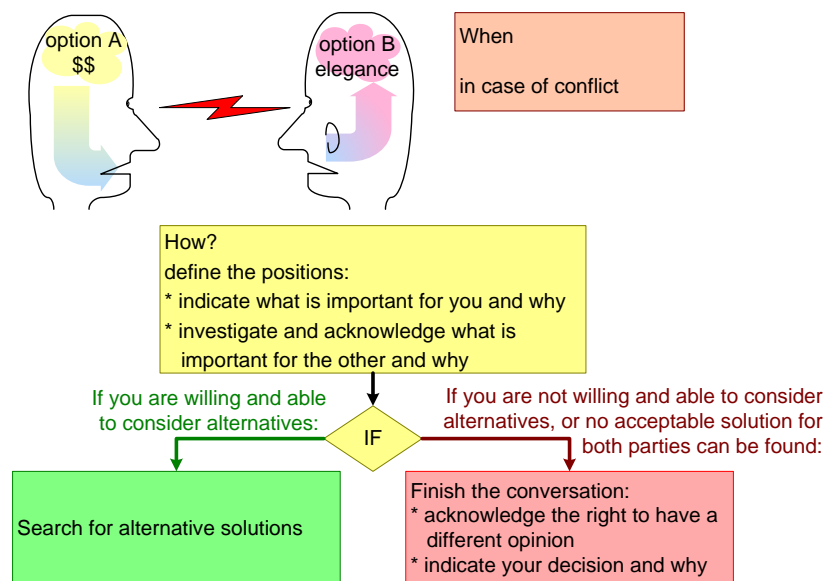 option A
$$
option B
elegance
When
in case of conflict
How?
define the positions:
* indicate what is important for you and why
* investigate and acknowledge what is
important for the other and why
If you are willing and able
to consider alternatives:
If you are not willing and able to consider
alternatives, or no acceptable solution for
both parties can be found:
IF
Search for alternative solutions
Finish the conversation:
* acknowledge the right to have a
different opinion
* indicate your decision and why